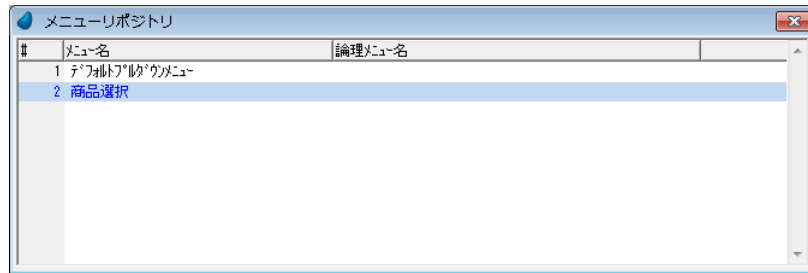 メニューリポジトリ
# ﾒﾆｭｰ名 論理ﾒﾆｭｰ名
1 ﾃﾞﾌｫﾙﾄﾌﾟﾙﾀﾞｳﾝﾒﾆｭｰ
2 商品選択